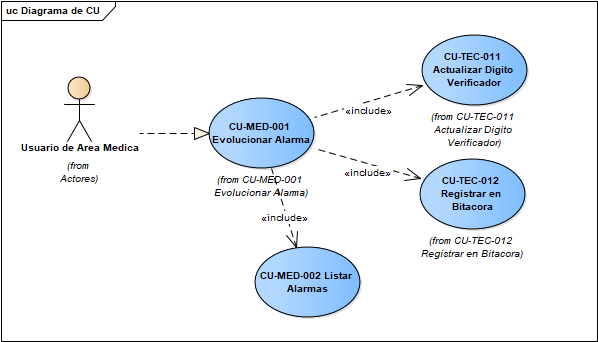 uc Diagrama de CU
Usuario de Area Medica
(from
Actores)
CU-MED-001
Evolucionar Alarma
(from CU-MED-001
Evolucionar Alarma)
«include»
CU-TEC-011
Actualizar Digito
Verificador
(from CU-TEC-011
Actualizar Digito
Verificador)
«include»
CU-TEC-012
Registrar en
Bitacora
(from CU-TEC-012
Registrar en Bitacora)
«include»
CU-MED-002 Listar
Alarmas